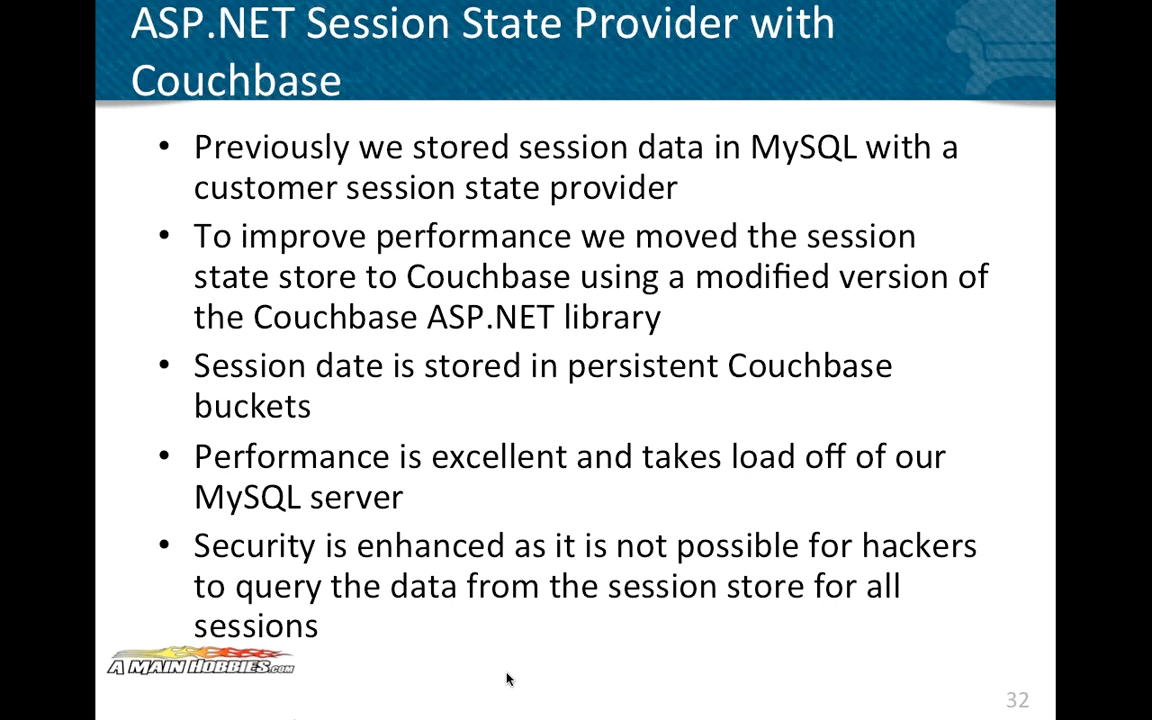 ASP.NET Session State Provider with
Couchbase
• Previously we stored session data in MySQL with a
customer session state provider
• To improve performance we moved the session
state store to Couchbase using a modified version of
the Couchbase ASP.NET library
• Session date is stored in persistent Couchbase
buckets
• Performance is excellent and takes load off of our
MySQL server
• Security is enhanced as it is not possible for hackers
to query the data from the session store for all
sessions
A MAIN HOBBIES.COM
32